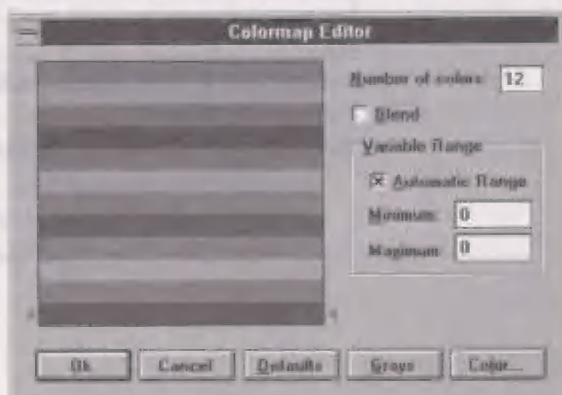 Colormap Editor
Number of colors: 12
Blend
Variable Range
Automatic Range
Minimum: 0
Maximum: 0
Ok Cancel Defaults Grays Color...